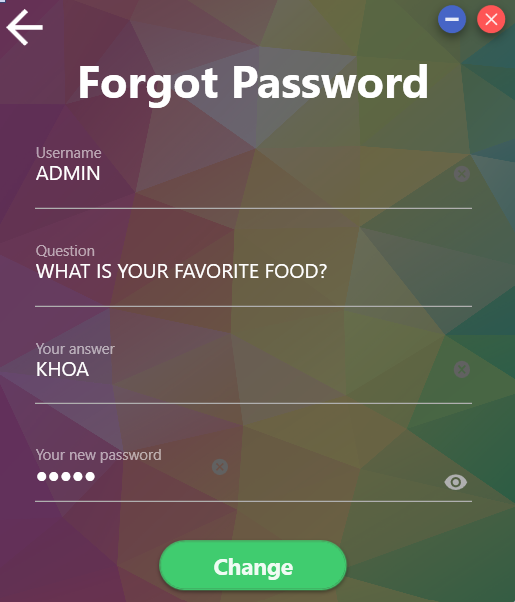 Forgot Password
Username
ADMIN
Question
WHAT IS YOUR FAVORITE FOOD?
Your answer
KHOA
Your new password
●●●●●
Change